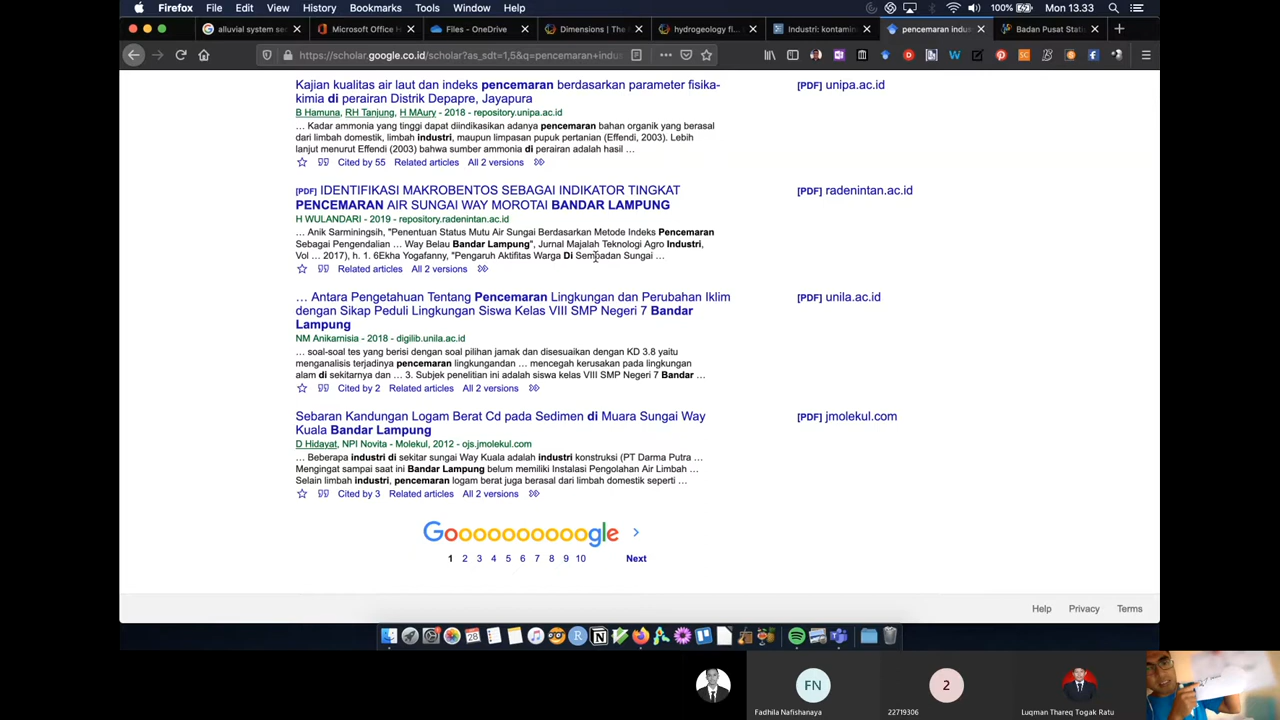 Firefox File Edit View History Bookmarks Tools Window Help 100% Mon 13.33
alluvial system sec Microsoft Office Hom Files - OneDrive Dimensions | The N hydrogeology fl... Industri: kontamin pencemaran indus Badan Pusat Stati
https://scholar.google.co.id/scholar?as_sdt=1,5&q=pencemaran+indus
Kajian kualitas air laut dan indeks pencemaran berdasarkan parameter fisika-
kimia di perairan Distrik Depapre, Jayapura
[PDF] unipa.ac.id
B Hamuna, RH Tanjung, H MAury - 2018 - repository.unipa.ac.id
… Kadar ammonia yang tinggi dapat diindikasikan adanya pencemaran bahan organik yang berasal
dari limbah domestik, limbah industri, maupun limpasan pupuk pertanian (Effendi, 2003). Lebih
lanjut menurut Effendi (2003) bahwa sumber ammonia di perairan adalah hasil …
Cited by 55 Related articles All 2 versions
[PDF] IDENTIFIKASI MAKROBENTOS SEBAGAI INDIKATOR TINGKAT
PENCEMARAN AIR SUNGAI WAY MOROTAI BANDAR LAMPUNG
[PDF] radenintan.ac.id
H WULANDARI - 2019 - repository.radenintan.ac.id
… Anik Sarminingsih, "Penentuan Status Mutu Air Sungai Berdasarkan Metode Indeks Pencemaran
Sebagai Pengendalian … Way Belau Bandar Lampung", Jurnal Majalah Teknologi Agro Industri,
Vol … 2017), h. 1. 6Ekha Yogafanny, "Pengaruh Aktifitas Warga Di Sempadan Sungai …
Related articles All 2 versions
… Antara Pengetahuan Tentang Pencemaran Lingkungan dan Perubahan Iklim
dengan Sikap Peduli Lingkungan Siswa Kelas VIII SMP Negeri 7 Bandar
Lampung
[PDF] unila.ac.id
NM Anikarnisia - 2018 - digilib.unila.ac.id
… soal-soal tes yang berisi dengan soal pilihan jamak dan disesuaikan dengan KD 3.8 yaitu
menganalisis terjadinya pencemaran lingkungandan … mencegah kerusakan pada lingkungan
alam di sekitarnya dan … 3. Subjek penelitian ini adalah siswa kelas VIII SMP Negeri 7 Bandar …
Cited by 2 Related articles All 2 versions
Sebaran Kandungan Logam Berat Cd pada Sedimen di Muara Sungai Way
Kuala Bandar Lampung
[PDF] jmolekul.com
D Hidayat, NPI Novita - Molekul, 2012 - ojs.jmolekul.com
… Beberapa industri di sekitar sungai Way Kuala adalah industri konstruksi (PT Darma Putra …
Mengingat sampai saat ini Bandar Lampung belum memiliki Instalasi Pengolahan Air Limbah …
Selain limbah industri, pencemaran logam berat juga berasal dari limbah domestik seperti …
Cited by 3 Related articles All 2 versions
Goooooooooogle
1 2 3 4 5 6 7 8 9 10 Next
Help Privacy Terms
FN
2
Fadhila Nafishanaya
22719306
Luqman Thareq Togak Ratu